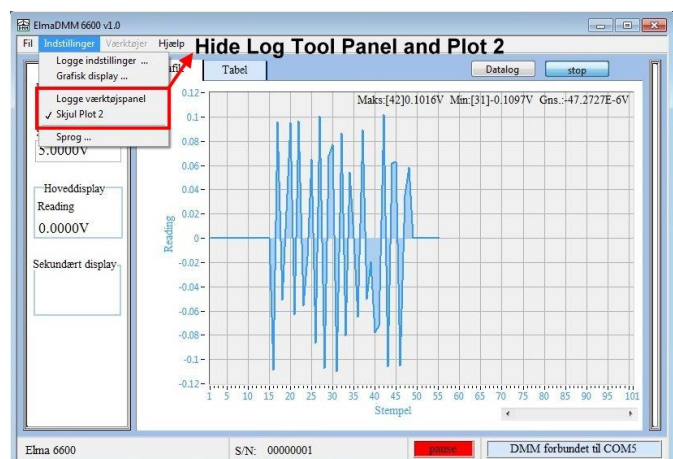 ElmaDMM 6600 v1.0
Fil Indstillinger Værktøjer Hjælp
Hide Log Tool Panel and Plot 2
Logge indstillinger ...
Grafisk display ...
Logge værktøjspanel
✓ Skjul Plot 2
Sprog ...
Tabel
Datalog
stop
5.0000V
Hoveddisplay
Reading
0.0000V
Sekundært display
Maks:[42]0.1016V Min:[31]-0.1097V Gns.:-47.2727E-6V
0.12
0.1
0.08
0.06
0.04
0.02
0
-0.02
-0.04
-0.06
-0.08
-0.1
-0.12
Reading
1 5 10 15 20 25 30 35 40 45 50 55 60 65 70 75 80 85 90 95 101
Stempel
Elma 6600
S/N: 00000001
pause
DMM forbundet til COM5